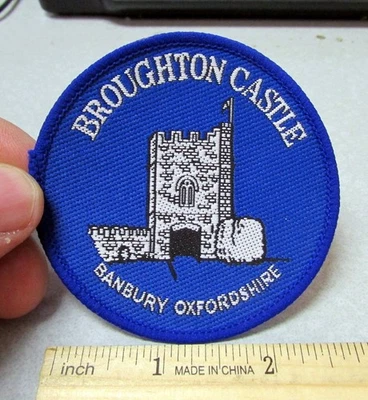 BROUGHTON CASTLE
BANBURY OXFORDSHIRE
inch 1 MADE IN CHINA 2